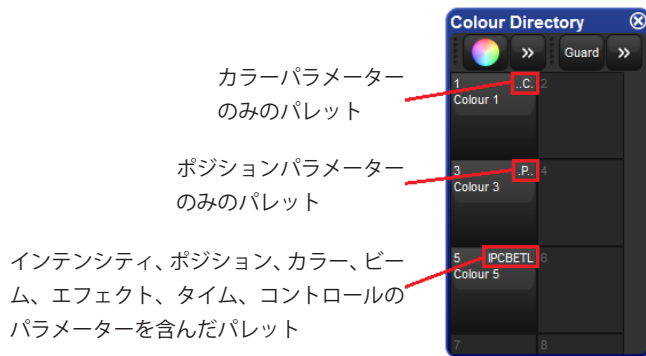 カラーパラメーター
のみのパレット
ポジションパラメーター
のみのパレット
インテンシティ、ポジション、カラー、ビー
ム、エフェクト、タイム、コントロールの
パラメーターを含んだパレット
Colour Directory
» Guard »
1 ..C. 2
Colour 1
3 .P.. 4
Colour 3
5 IPCBETL 6
Colour 5
7 8